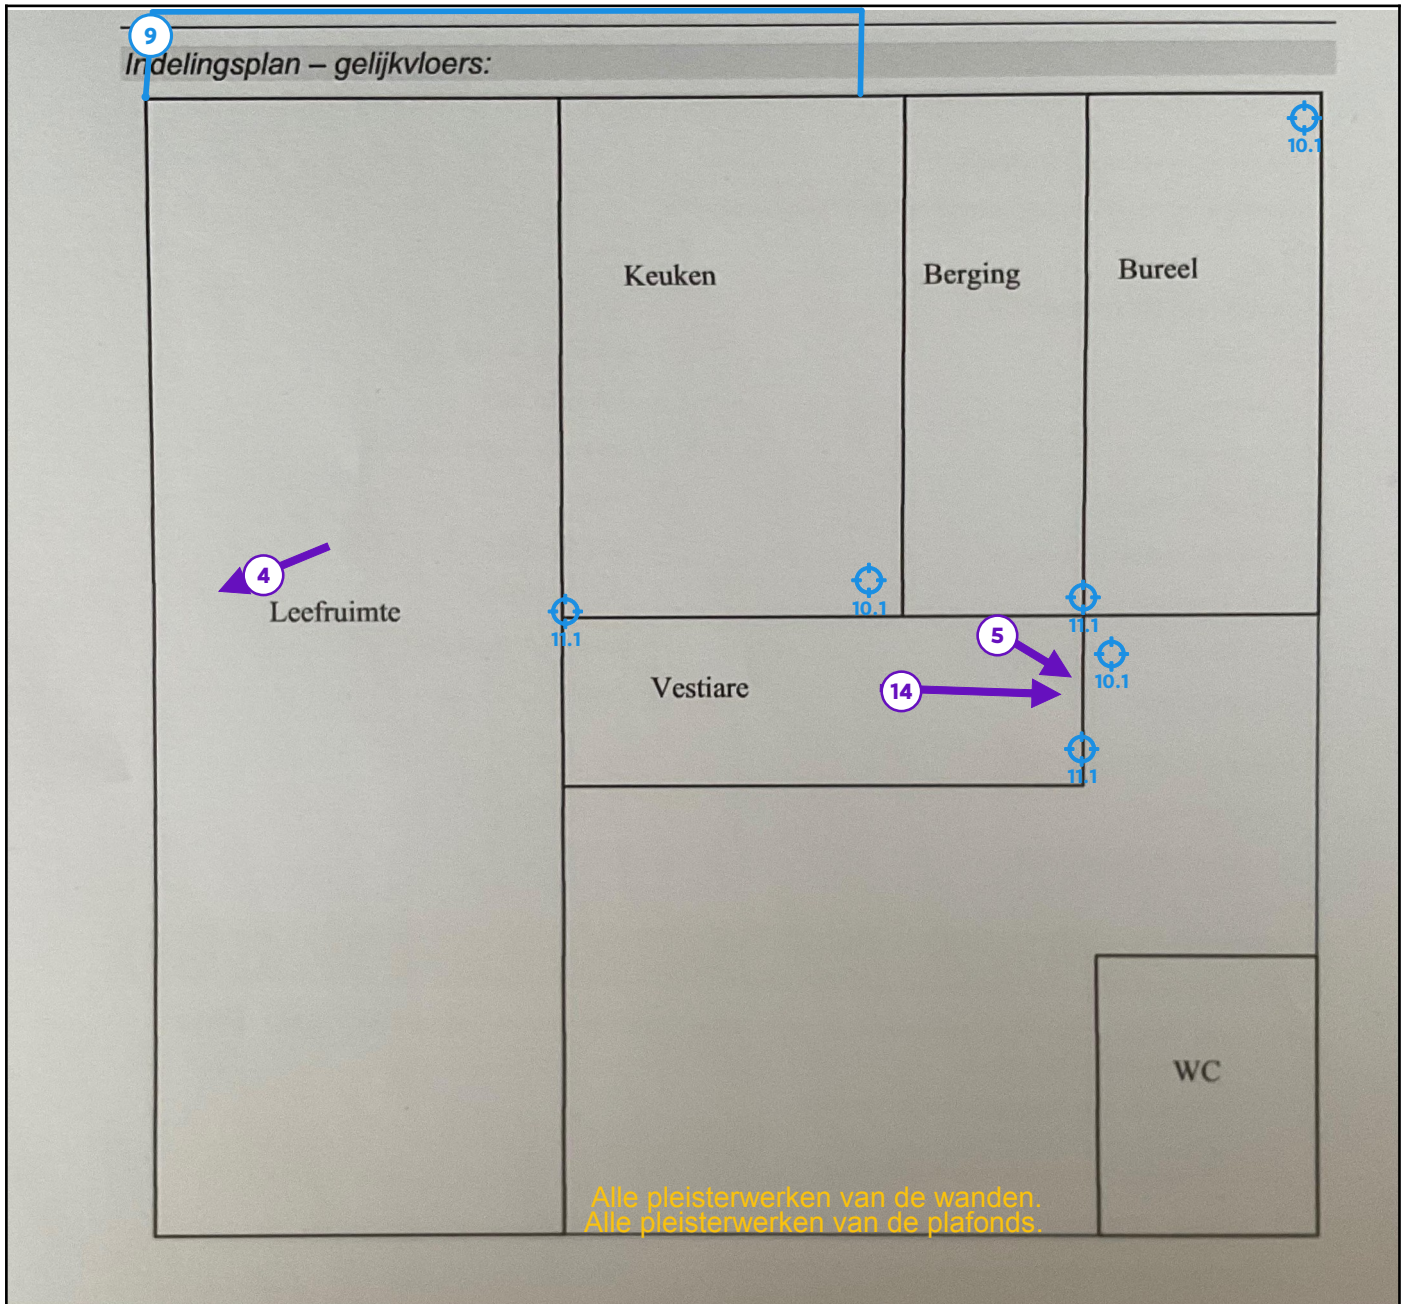 9
Indelingsplan – gelijkvloers:
10.1
Keuken
Berging
Bureel
4
Leefruimte
10.1
11.1
11.1
5
10.1
Vestiare
14
11.1
WC
Alle pleisterwerken van de wanden.
Alle pleisterwerken van de plafonds.